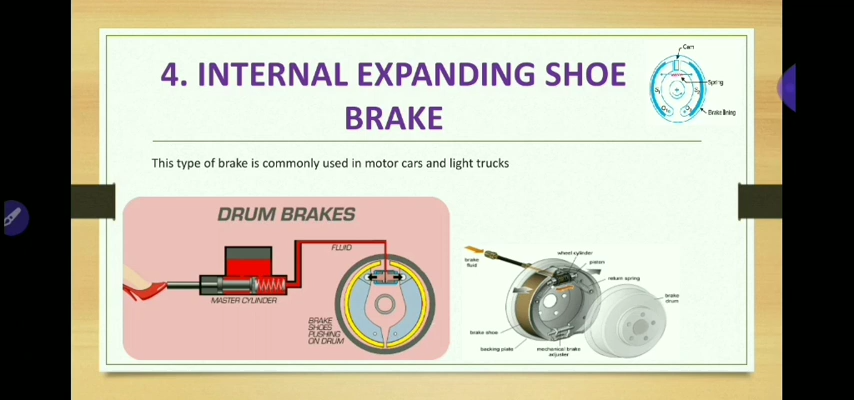 4. INTERNAL EXPANDING SHOE
BRAKE
Cam
Spring
Brake lining
This type of brake is commonly used in motor cars and light trucks
DRUM BRAKES
FLUID
MASTER CYLINDER
BRAKE
SHOES
PUSHING
ON DRUM
brake
fluid
wheel cylinder
piston
return spring
brake
drum
brake shoe
backing plate
mechanical brake
adjuster